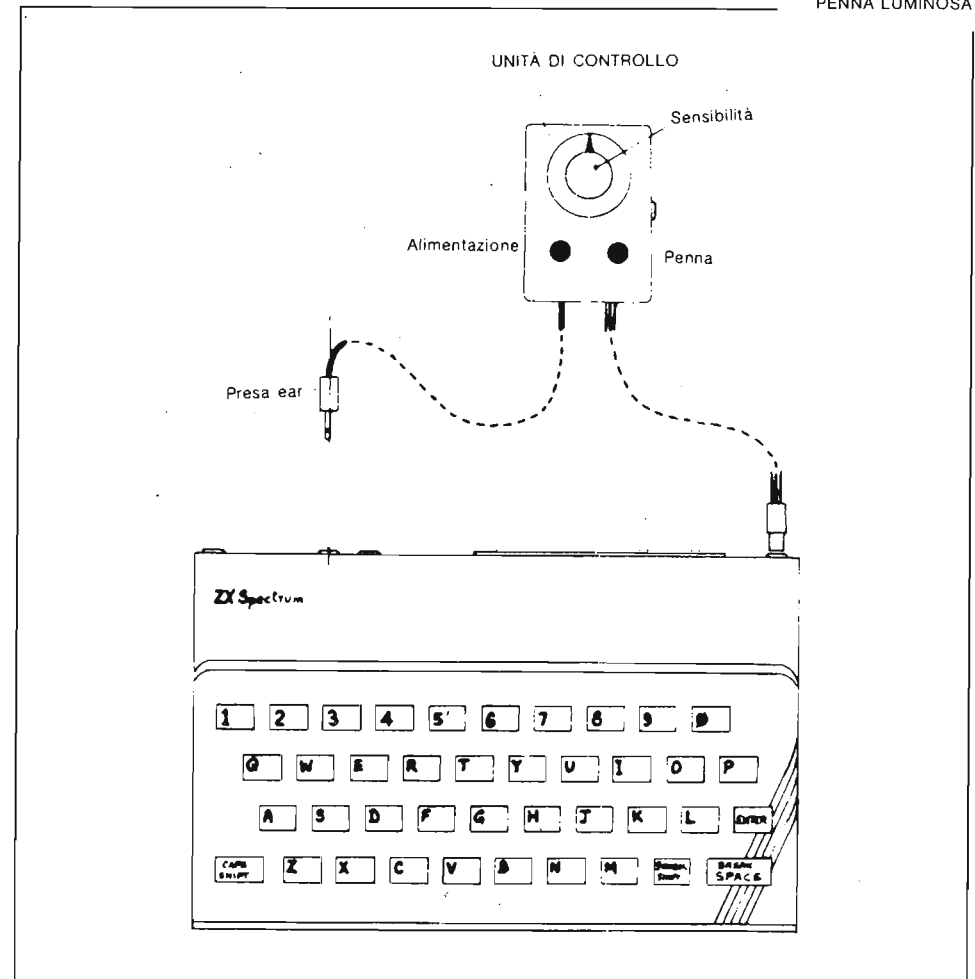 PENNA LUMINOSA
UNITÀ DI CONTROLLO
Sensibilità
Alimentazione
Penna
Presa ear
ZX Spectrum
1 2 3 4 5 6 7 8 9 0
Q W E R T Y U I O P
A S D F G H J K L ENTER
CAPS SHIFT Z X C V B N M SYMBOL SHIFT BREAK SPACE